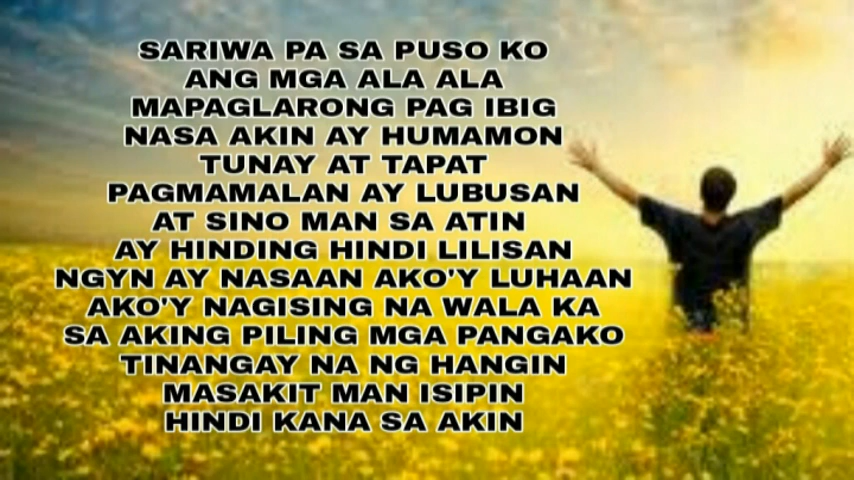 SARIWA PA SA PUSO KO
ANG MGA ALA ALA
MAPAGLARONG PAG IBIG
NASA AKIN AY HUMAMON
TUNAY AT TAPAT
PAGMAMALAN AY LUBUSAN
AT SINO MAN SA ATIN
AY HINDING HINDI LILISAN
NGYN AY NASAAN AKO'Y LUHAAN
AKO'Y NAGISING NA WALA KA
SA AKING PILING MGA PANGAKO
TINANGAY NA NG HANGIN
MASAKIT MAN ISIPIN
HINDI KANA SA AKIN